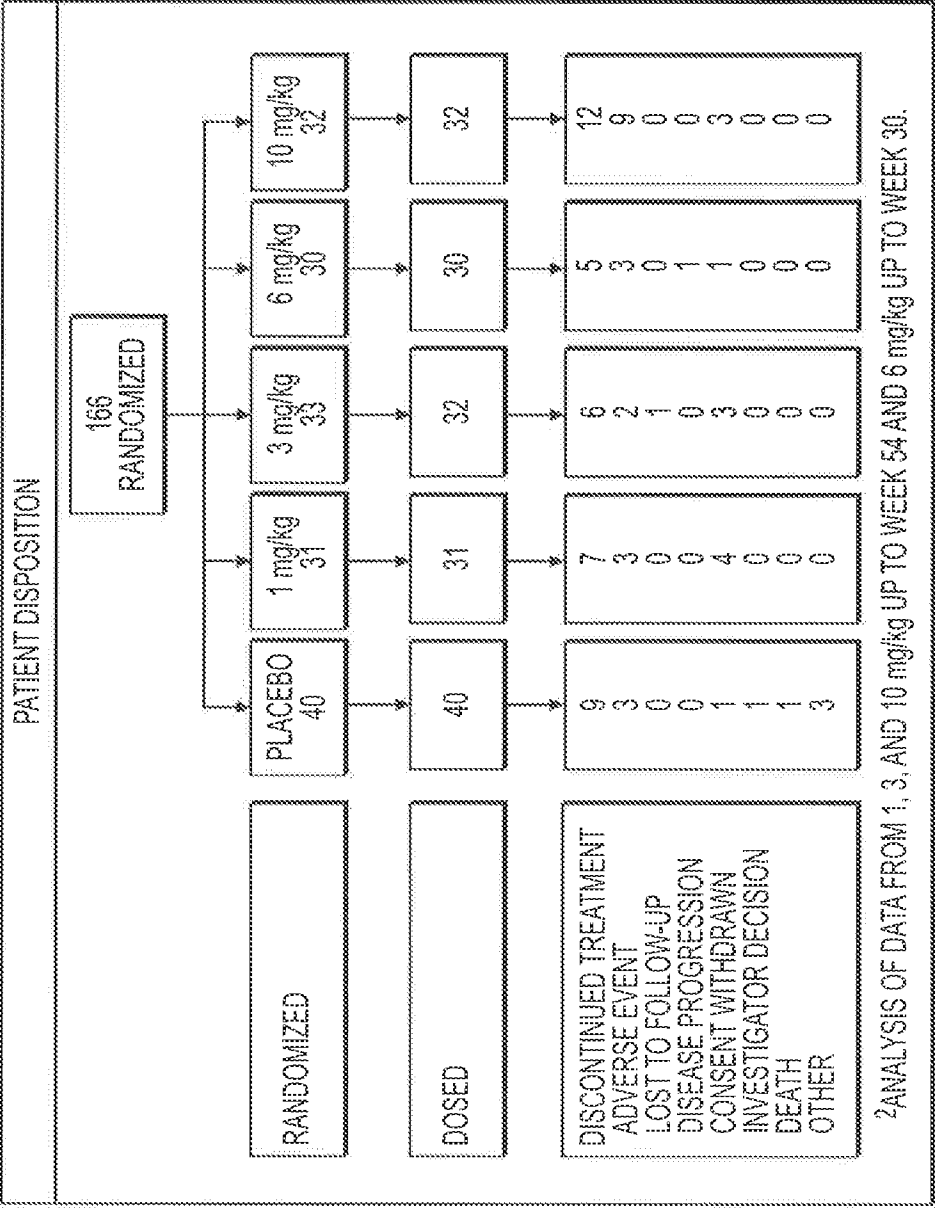 PATIENT DISPOSITION
166
RANDOMIZED
RANDOMIZED
PLACEBO
40
1 mg/kg
31
3 mg/kg
33
6 mg/kg
30
10 mg/kg
32
DOSED
40
31
32
30
32
DISCONTINUED TREATMENT 9 7 6 5 12
ADVERSE EVENT 3 3 2 3 9
LOST TO FOLLOW-UP 0 0 1 0 0
DISEASE PROGRESSION 0 0 0 1 0
CONSENT WITHDRAWN 1 4 3 1 3
INVESTIGATOR DECISION 1 0 0 0 0
DEATH 1 0 0 0 0
OTHER 3 0 0 0 0
2ANALYSIS OF DATA FROM 1, 3, AND 10 mg/kg UP TO WEEK 54 AND 6 mg/kg UP TO WEEK 30.